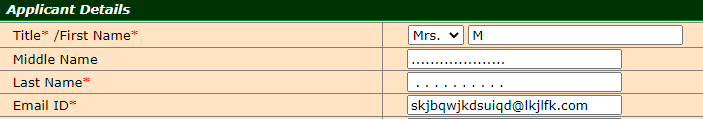 Applicant Details
Title* /First Name* Mrs. M
Middle Name ....................
Last Name* . . . . . . . . . .
Email ID* skjbqwjkdsuiqd@lkjlfk.com